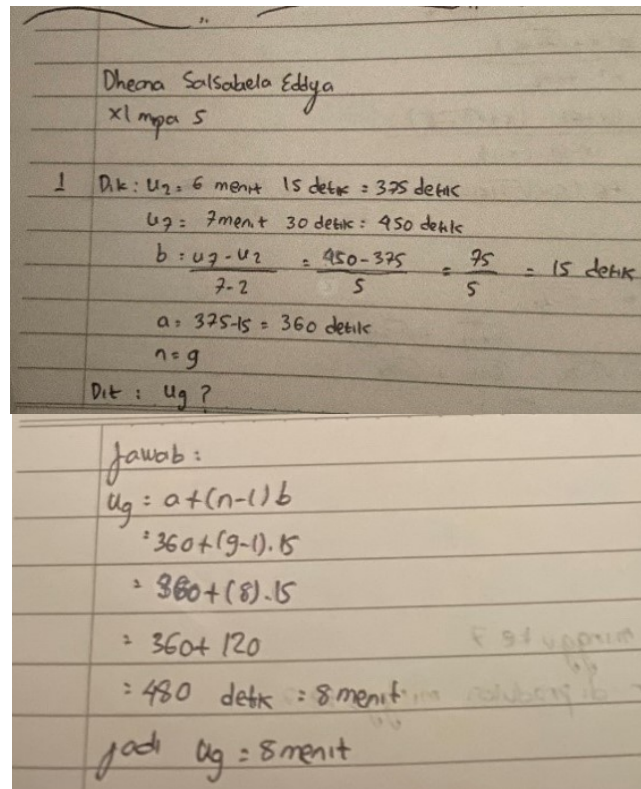 Dheana Salsabela Eddya
XI mpa 5
1 Dik : U2 = 6 menit 15 detik = 375 detik
U7 = 7 menit 30 detik = 450 detik
b = U7 - U2 / 7-2 = 450-375 / 5 = 75 / 5 = 15 detik
a = 375-15 = 360 detik
n = 9
Dit : U9 ?
Jawab :
U9 = a + (n-1) b
= 360 + (9-1) . 15
= 360 + (8) . 15
= 360 + 120
= 480 detik = 8 menit
jadi U9 = 8 menit